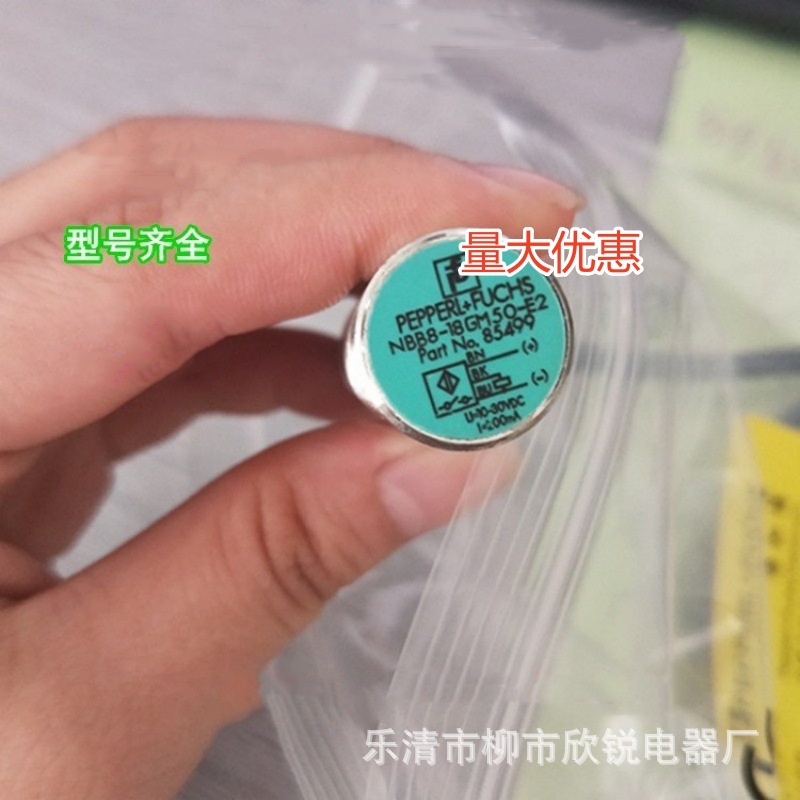 型号齐全
量大优惠
PEPPERL+FUCHS
NBB8-18GM50-E2
Part No. 85499
BN (+)
BK
BU (-)
U=10-30VDC
I≤200mA
乐清市柳市欣锐电器厂